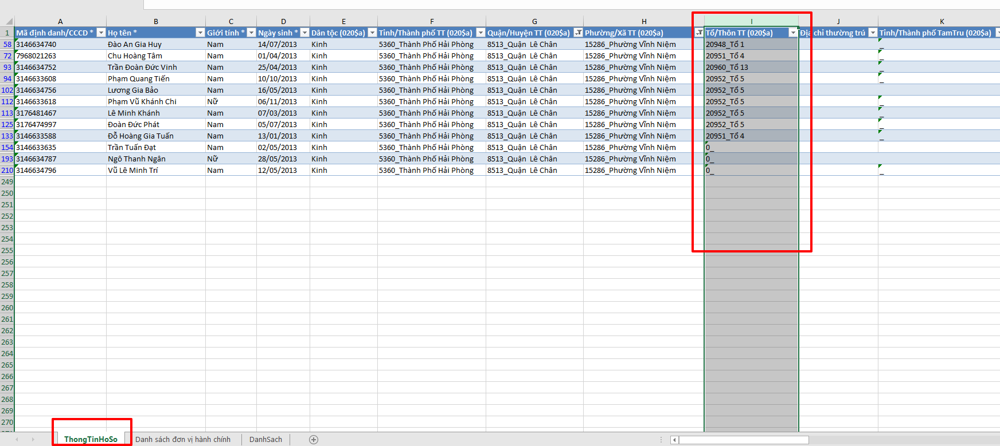 A B C D E F G H I J K
1 Mã định danh/CCCD * Họ tên * Giới tính * Ngày sinh * Dân tộc (020$a) Tỉnh/Thành phố TT (020$a) Quận/Huyện TT (020$a) Phường/Xã TT (020$a) Tổ/Thôn TT (020$a) Địa chỉ thường trú Tỉnh/Thành phố TamTru (020$a)
58 3146634740 Đào An Gia Huy Nam 14/07/2013 Kinh 5360_Thành Phố Hải Phòng 8513_Quận Lê Chân 15286_Phường Vĩnh Niệm 20948_Tổ 1 _
72 7968021263 Chu Hoàng Tâm Nam 01/04/2013 Kinh 5360_Thành Phố Hải Phòng 8513_Quận Lê Chân 15286_Phường Vĩnh Niệm 20951_Tổ 4 _
93 3146634752 Trần Đoàn Đức Vinh Nam 25/04/2013 Kinh 5360_Thành Phố Hải Phòng 8513_Quận Lê Chân 15286_Phường Vĩnh Niệm 20960_Tổ 13 _
94 3146633608 Phạm Quang Tiến Nam 10/10/2013 Kinh 5360_Thành Phố Hải Phòng 8513_Quận Lê Chân 15286_Phường Vĩnh Niệm 20952_Tổ 5 _
102 3146634756 Lương Gia Bảo Nam 16/05/2013 Kinh 5360_Thành Phố Hải Phòng 8513_Quận Lê Chân 15286_Phường Vĩnh Niệm 20952_Tổ 5
112 3146633618 Phạm Vũ Khánh Chi Nữ 06/11/2013 Kinh 5360_Thành Phố Hải Phòng 8513_Quận Lê Chân 15286_Phường Vĩnh Niệm 20952_Tổ 5 _
113 3176481467 Lê Minh Khánh Nam 07/03/2013 Kinh 5360_Thành Phố Hải Phòng 8513_Quận Lê Chân 15286_Phường Vĩnh Niệm 20952_Tổ 5 _
125 3176474997 Đoàn Đức Phát Nam 05/07/2013 Kinh 5360_Thành Phố Hải Phòng 8513_Quận Lê Chân 15286_Phường Vĩnh Niệm 20952_Tổ 5 _
133 3146633588 Đỗ Hoàng Gia Tuấn Nam 13/01/2013 Kinh 5360_Thành Phố Hải Phòng 8513_Quận Lê Chân 15286_Phường Vĩnh Niệm 20951_Tổ 4 _
154 3146633635 Trần Tuấn Đạt Nam 02/05/2013 Kinh 5360_Thành Phố Hải Phòng 8513_Quận Lê Chân 15286_Phường Vĩnh Niệm 0_
193 3146634787 Ngô Thanh Ngân Nữ 28/05/2013 Kinh 5360_Thành Phố Hải Phòng 8513_Quận Lê Chân 15286_Phường Vĩnh Niệm 0_
210 3146634796 Vũ Lê Minh Trí Nam 12/05/2013 Kinh 5360_Thành Phố Hải Phòng 8513_Quận Lê Chân 15286_Phường Vĩnh Niệm 0_ _
249
250
251
252
253
254
255
256
257
258
259
260
261
262
263
264
265
266
267
268
269
270
ThongTinHoSo Danh sách đơn vị hành chính DanhSach